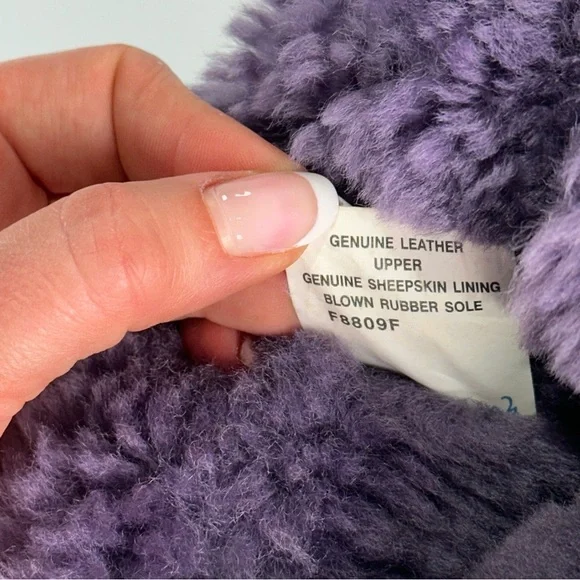 GENUINE LEATHER
UPPER
GENUINE SHEEPSKIN LINING
BLOWN RUBBER SOLE
F8809F